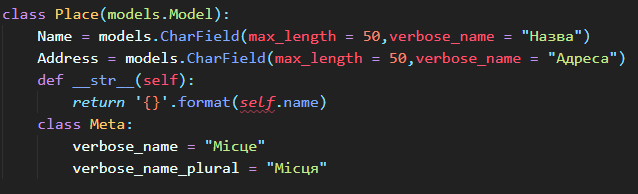 class Place(models.Model):
    Name = models.CharField(max_length = 50,verbose_name = "Назва")
    Address = models.CharField(max_length = 50,verbose_name = "Адреса")
    def __str__(self):
        return '{}'.format(self.name)
    class Meta:
        verbose_name = "Місце"
        verbose_name_plural = "Місця"